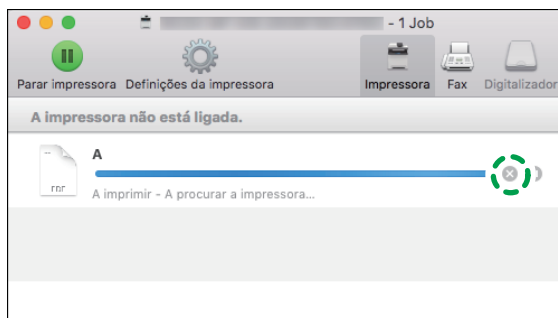 - 1 Job
Parar impressora Definições da impressora Impressora Fax Digitalizador
A impressora não está ligada.
A
A imprimir - A procurar a impressora...